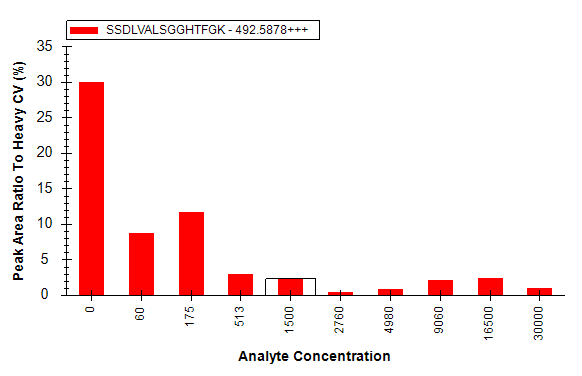 SSDLVALSGGHTFGK - 492.5878+++
35
30
25
20
15
10
5
0
Peak Area Ratio To Heavy CV (%)
0 60 175 513 1500 2760 4980 9060 16500 30000
Analyte Concentration